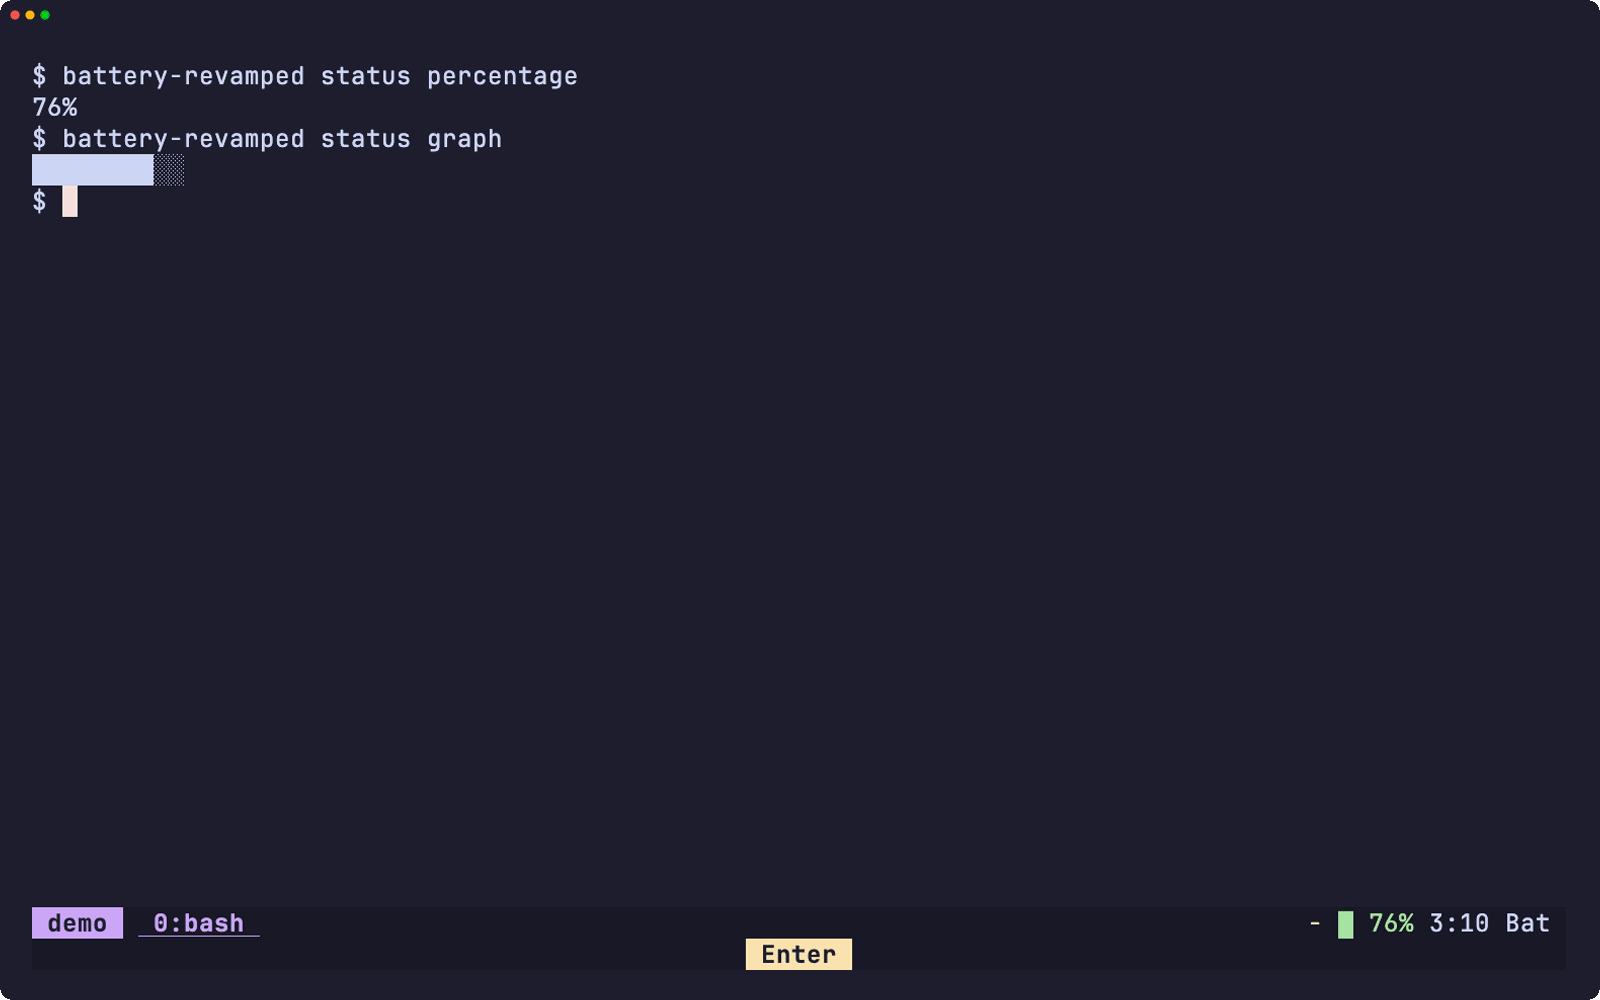 $ battery-revamped status percentage
76%
$ battery-revamped status graph
████████░░
$
demo 0:bash - █ 76% 3:10 Bat
Enter